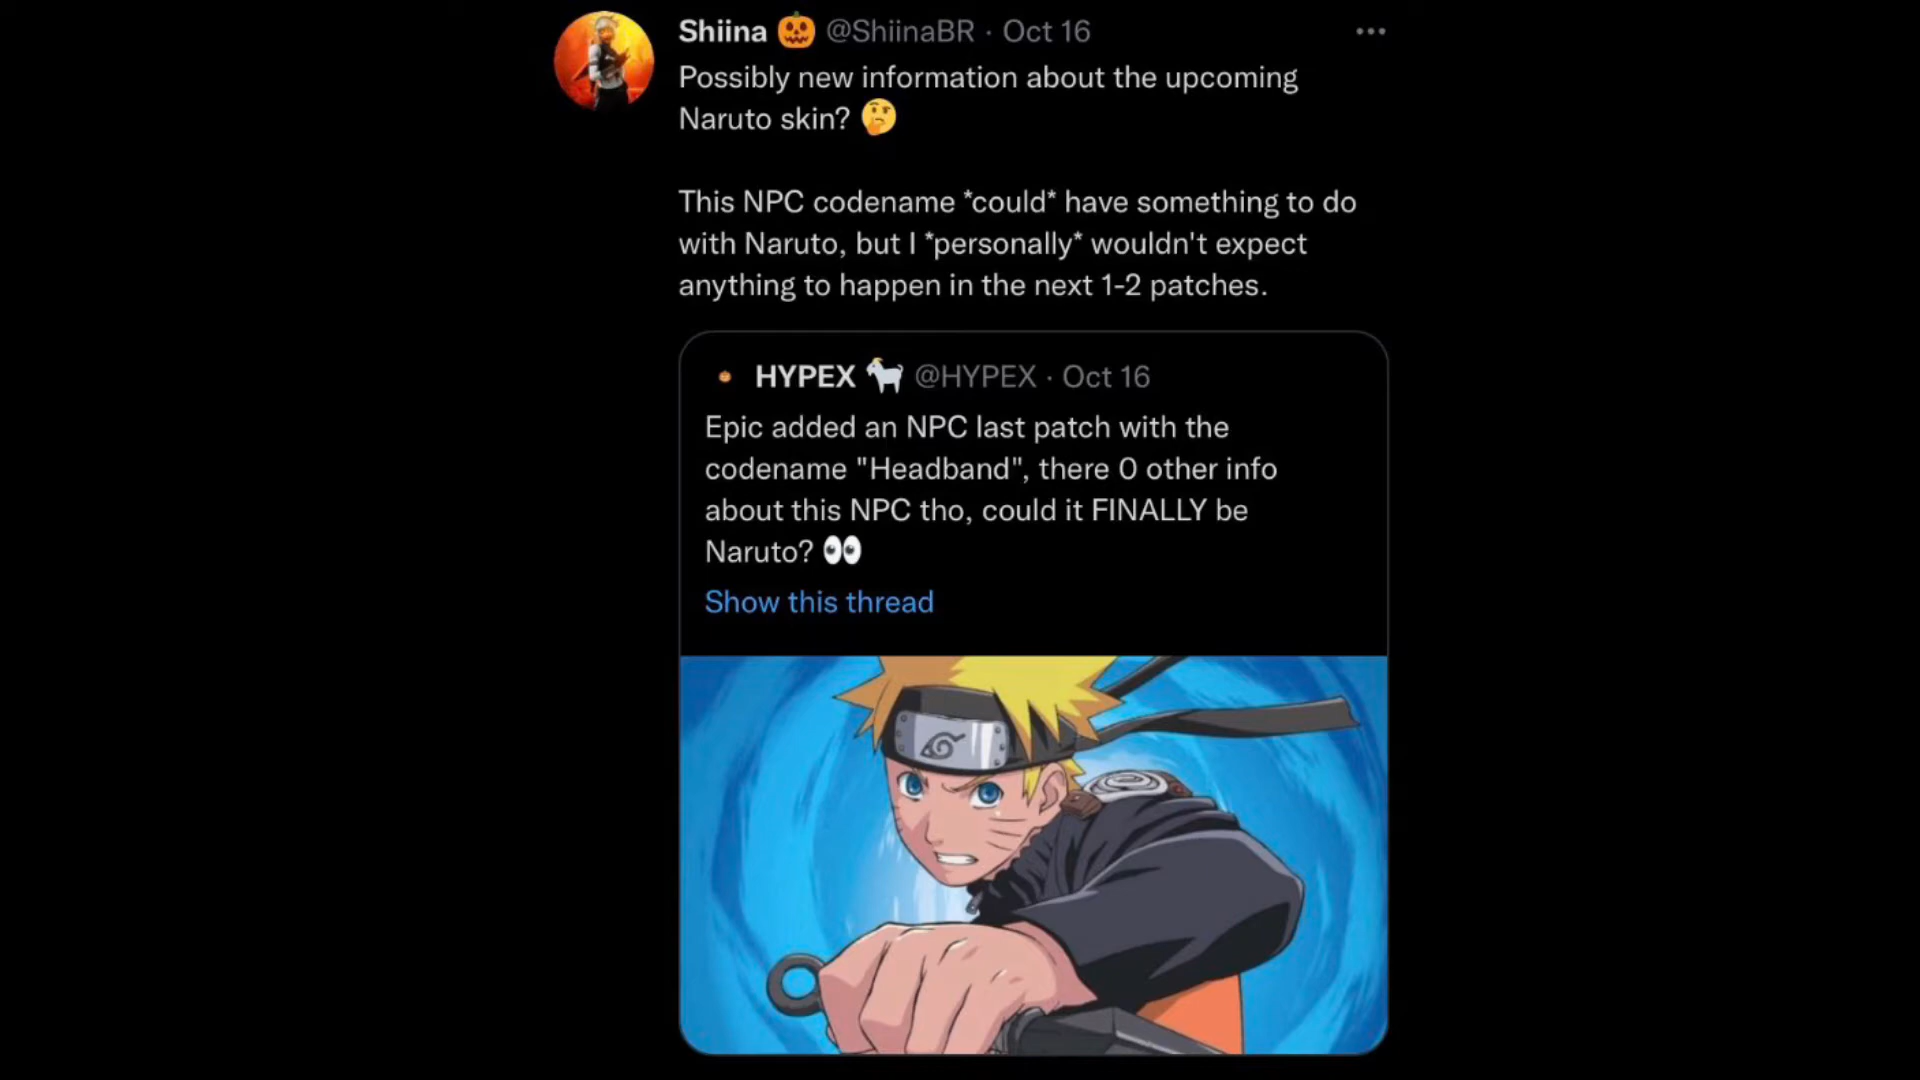 Shiina 🎃 @ShiinaBR · Oct 16
Possibly new information about the upcoming
Naruto skin? 🤔
This NPC codename *could* have something to do
with Naruto, but I *personally* wouldn't expect
anything to happen in the next 1-2 patches.
HYPEX 🐐 @HYPEX · Oct 16
Epic added an NPC last patch with the
codename "Headband", there 0 other info
about this NPC tho, could it FINALLY be
Naruto? 👀
Show this thread